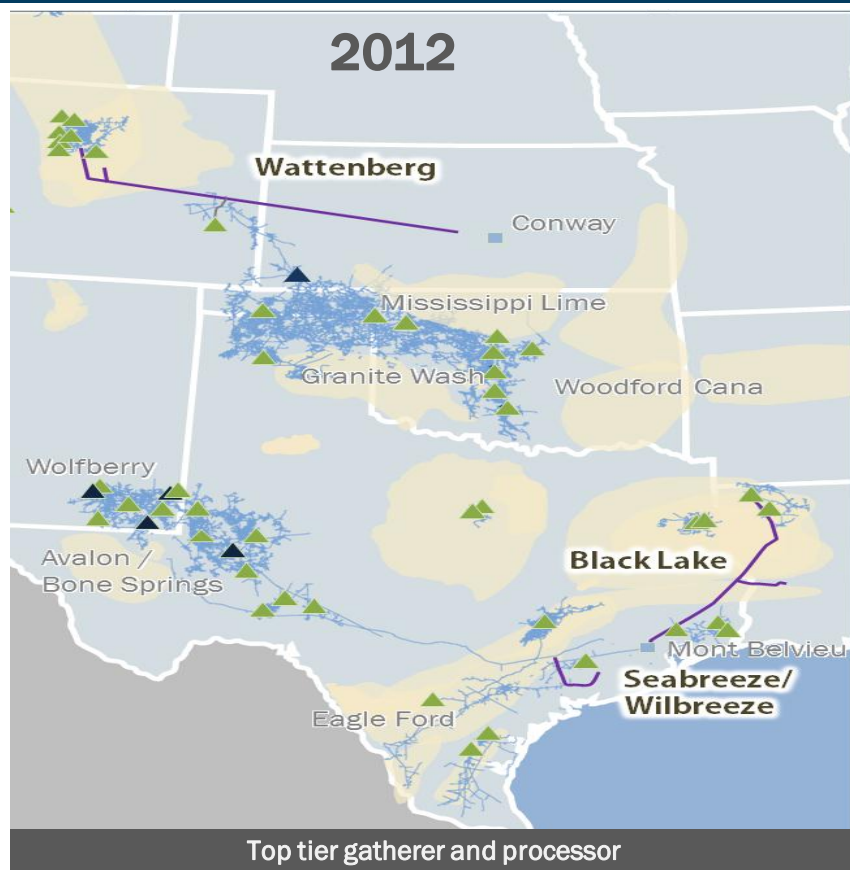 2012
Wattenberg
Conway
Mississippi Lime
Granite Wash
Woodford Cana
Wolfberry
Avalon /
Bone Springs
Black Lake
Mont Belvieu
Seabreeze/
Wilbreeze
Eagle Ford
Top tier gatherer and processor